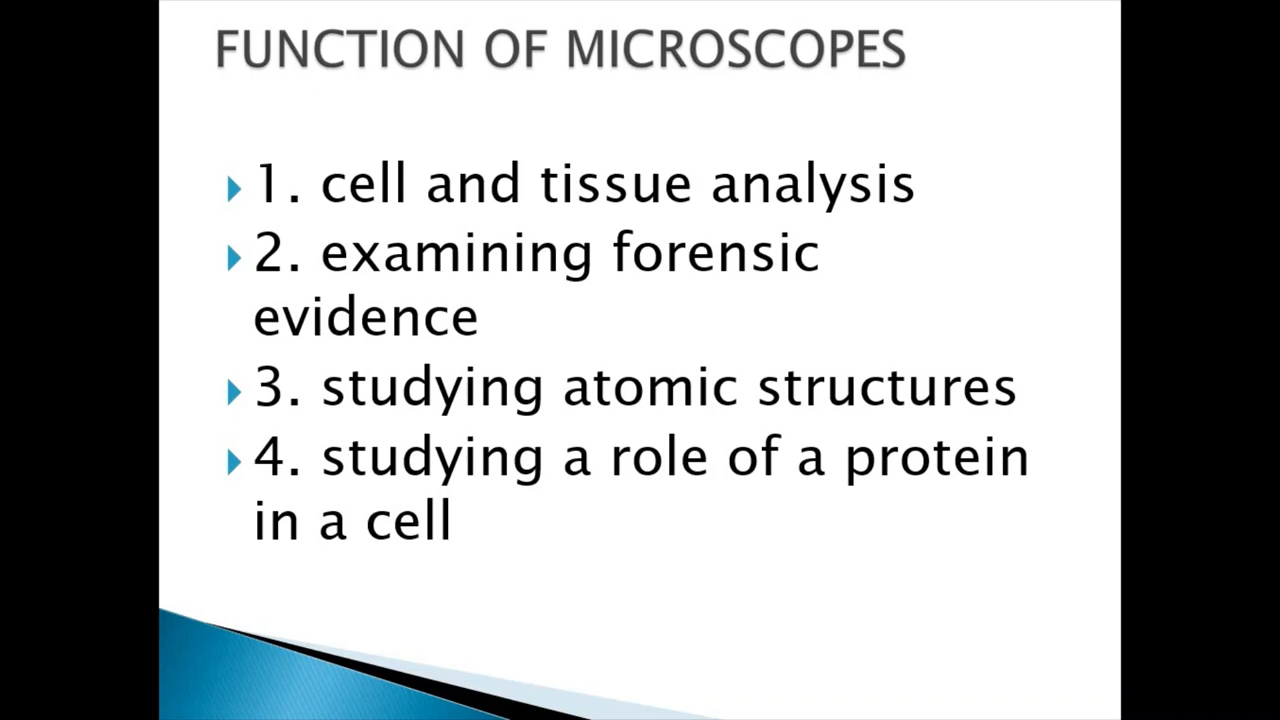 FUNCTION OF MICROSCOPES
1. cell and tissue analysis
2. examining forensic
evidence
3. studying atomic structures
4. studying a role of a protein
in a cell